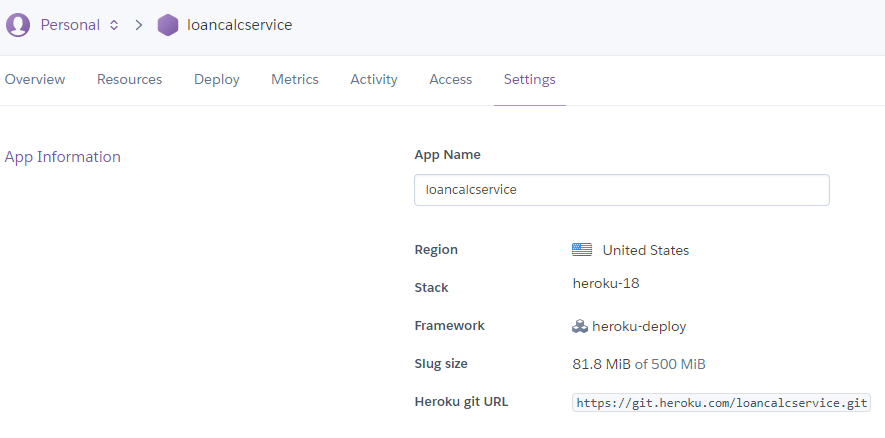 Personal > loancalcservice
Overview Resources Deploy Metrics Activity Access Settings
App Information
App Name
loancalcservice
Region United States
Stack heroku-18
Framework heroku-deploy
Slug size 81.8 MiB of 500 MiB
Heroku git URL https://git.heroku.com/loancalcservice.git